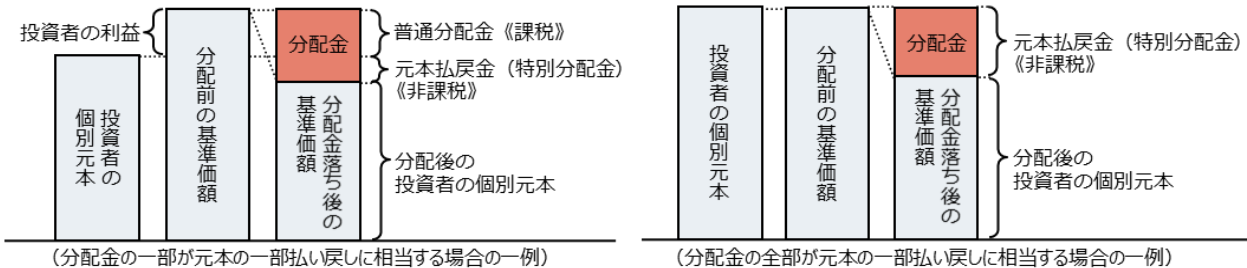 投資者の利益
投資者の
個別元本
分配前の基準価額
分配金
分配金落ち後の
基準価額
普通分配金《課税》
元本払戻金（特別分配金）
《非課税》
分配後の
投資者の個別元本
（分配金の一部が元本の一部払い戻しに相当する場合の一例）
投資者の個別元本
分配前の基準価額
分配金
分配金落ち後の
基準価額
元本払戻金（特別分配金）
《非課税》
分配後の
投資者の個別元本
（分配金の全部が元本の一部払い戻しに相当する場合の一例）